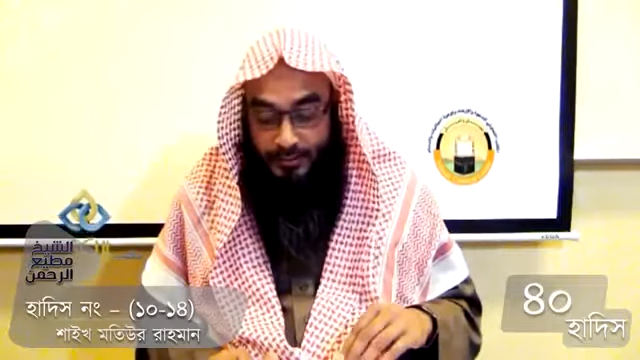 الشيخ
مطيع
الرحمن
হাদিস নং – (১০-১৪)
শাইখ মতিউর রাহমান
৪০
হাদিস